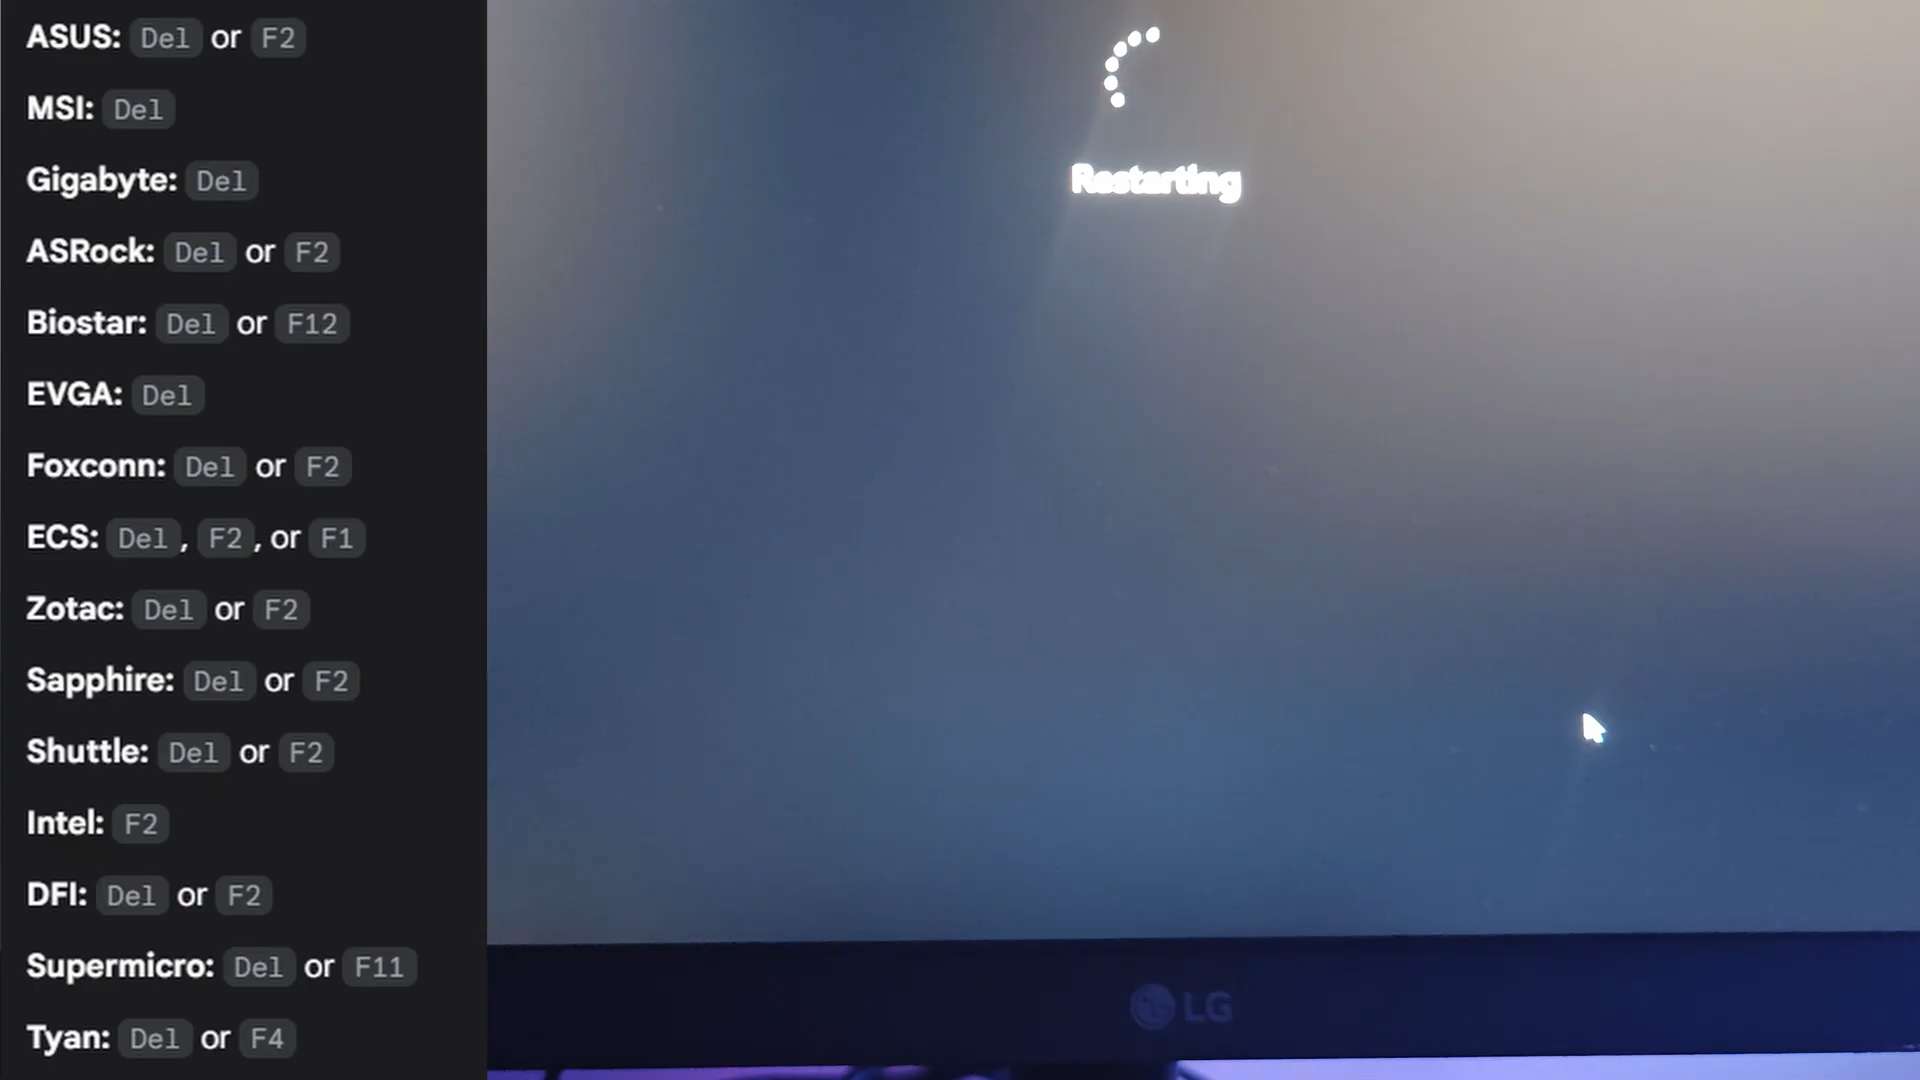 ASUS: Del or F2
MSI: Del
Gigabyte: Del
ASRock: Del or F2
Biostar: Del or F12
EVGA: Del
Foxconn: Del or F2
ECS: Del, F2, or F1
Zotac: Del or F2
Sapphire: Del or F2
Shuttle: Del or F2
Intel: F2
DFI: Del or F2
Supermicro: Del or F11
Tyan: Del or F4
Restarting
LG